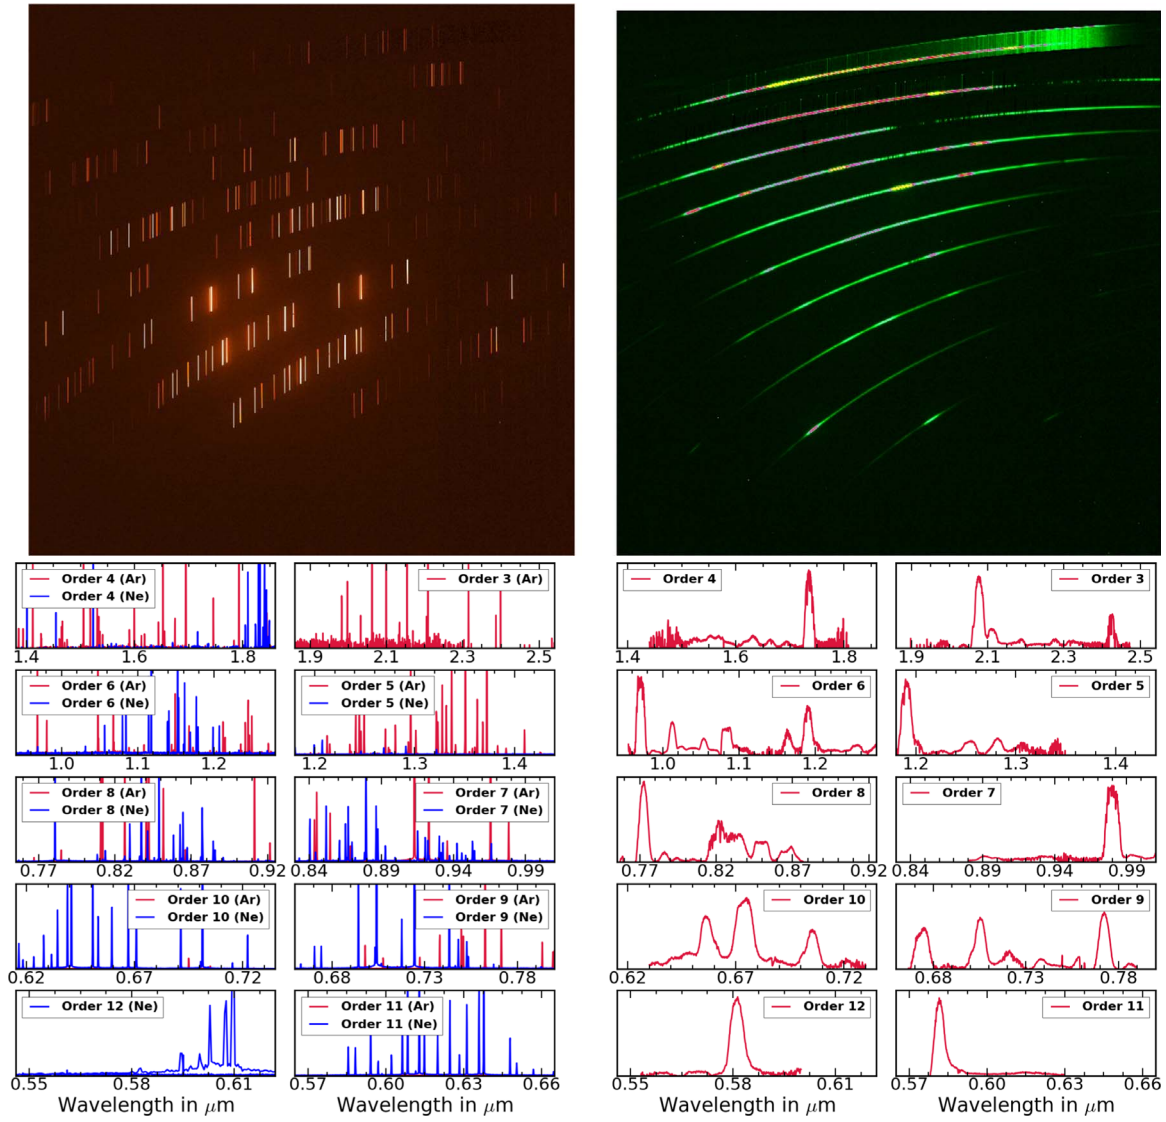 Order 4 (Ar)
Order 4 (Ne)
1.4 1.6 1.8
Order 3 (Ar)
1.9 2.1 2.3 2.5
Order 4
1.4 1.6 1.8
Order 3
1.9 2.1 2.3 2.5
Order 6 (Ar)
Order 6 (Ne)
1.0 1.1 1.2
Order 5 (Ar)
Order 5 (Ne)
1.2 1.3 1.4
Order 6
1.0 1.1 1.2
Order 5
1.2 1.3 1.4
Order 8 (Ar)
Order 8 (Ne)
0.77 0.82 0.87 0.92
Order 7 (Ar)
Order 7 (Ne)
0.84 0.89 0.94 0.99
Order 8
0.77 0.82 0.87 0.92
Order 7
0.84 0.89 0.94 0.99
Order 10 (Ar)
Order 10 (Ne)
0.62 0.67 0.72
Order 9 (Ar)
Order 9 (Ne)
0.68 0.73 0.78
Order 10
0.62 0.67 0.72
Order 9
0.68 0.73 0.78
Order 12 (Ne)
0.55 0.58 0.61
Order 11 (Ar)
Order 11 (Ne)
0.57 0.60 0.63 0.66
Order 12
0.55 0.58 0.61
Order 11
0.57 0.60 0.63 0.66
Wavelength in μm
Wavelength in μm
Wavelength in μm
Wavelength in μm